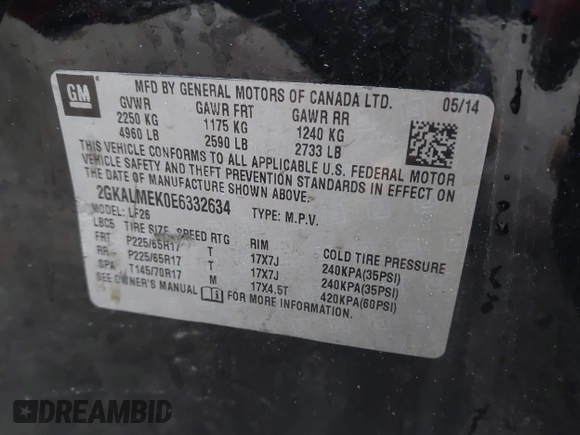 GM
MFD BY GENERAL MOTORS OF CANADA LTD. 05/14
GVWR GAWR FRT GAWR RR
2250 KG 1175 KG 1240 KG
4960 LB 2590 LB 2733 LB
THIS VEHICLE CONFORMS TO ALL APPLICABLE U.S. FEDERAL MOTOR
VEHICLE SAFETY AND THEFT PREVENTION STANDARDS IN EFFECT ON
THE DATE OF MANUFACTURE SHOWN ABOVE.
2GKALMEK0E6332634 TYPE: M.P.V.
MODEL: LF26
LBC5 TIRE SIZE SPEED RTG RIM COLD TIRE PRESSURE
FRT P225/65R17 T 17X7J 240KPA(35PSI)
RR P225/65R17 T 17X7J 240KPA(35PSI)
SPA T145/70R17 M 17X4.5T 420KPA(60PSI)
SEE OWNER'S MANUAL FOR MORE INFORMATION.
DREAMBID